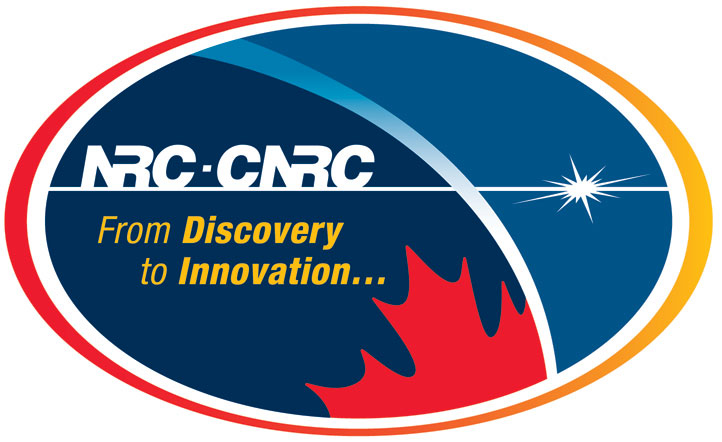 NRC·CNRC
From Discovery
to Innovation...